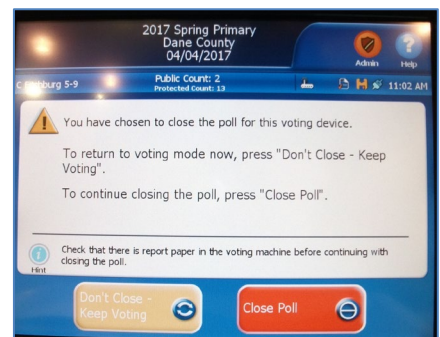 2017 Spring Primary
Dane County
04/04/2017
Admin
Help
5-9
Public Count: 2
Protected Count: 13
11:02 AM
You have chosen to close the poll for this voting device.
To return to voting mode now, press "Don't Close - Keep
Voting".
To continue closing the poll, press "Close Poll".
Hint
Check that there is report paper in the voting machine before continuing with
closing the poll.
Don't Close -
Keep Voting
Close Poll